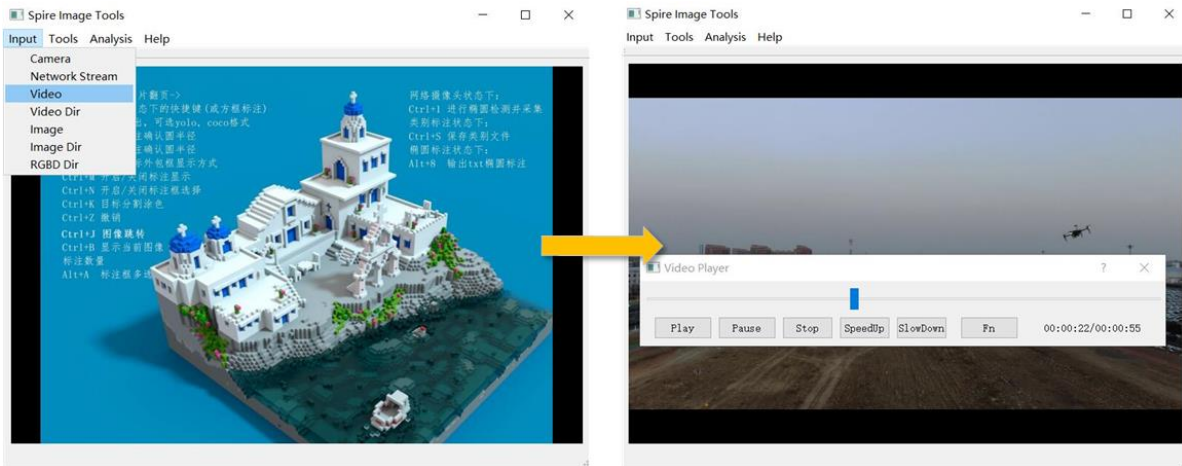 Spire Image Tools
Input Tools Analysis Help
Camera
Network Stream
Video
Video Dir
Image
Image Dir
RGBD Dir
片翻页->
态下的快捷键(或方框标注)
可选yolo、coco格式
确认圆半径
确认圆半径
外包框显示方式
开启/关闭标注显示
Ctrl+N 开启/关闭标注框选择
Ctrl+K 目标分割涂色
Ctrl+Z 撤销
Ctrl+J 图像跳转
Ctrl+B 显示当前图像
标注数量
Alt+A 标注框多选
网络摄像头状态下:
Ctrl+1 进行椭圆检测并采集
类别标注状态下:
Ctrl+S 保存类别文件
椭圆标注状态下:
Alt+8 输出txt椭圆标注
Spire Image Tools
Input Tools Analysis Help
Video Player
Play Pause Stop SpeedUp SlowDown Fn 00:00:22/00:00:55